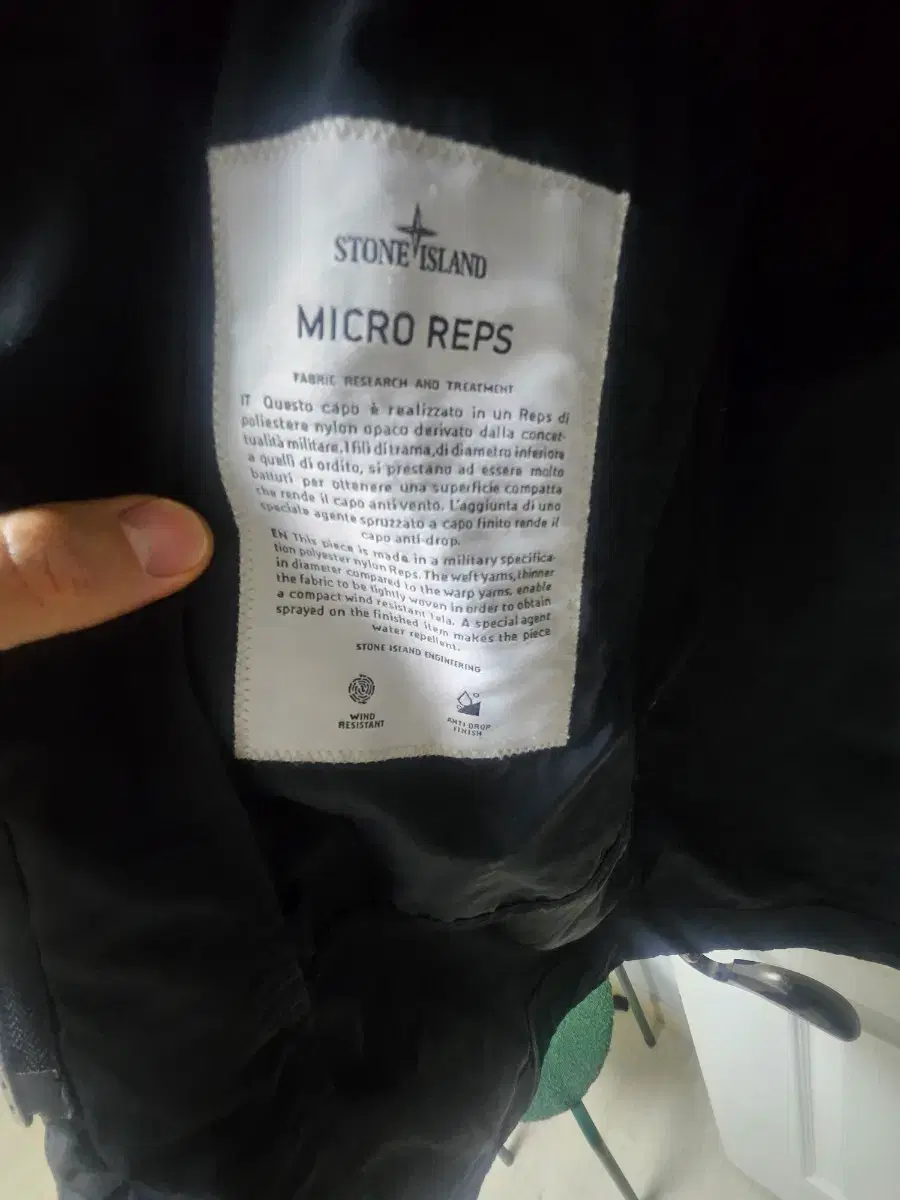 STONE ISLAND
MICRO REPS
FABRIC RESEARCH AND TREATMENT
IT Questo capo è realizzato in un Reps di
poliestere nylon opaco derivato dalla concet-
tualità militare. I fili di trama, di diametro inferiore
a quelli di ordito, si prestano ad essere molto
battuti per ottenere una superficie compatta
che rende il capo antivento. L'aggiunta di uno
speciale agente spruzzato a capo finito rende il
capo anti-drop.
EN This piece is made in a military specifica-
tion polyester nylon Reps. The weft yarns, thinner
in diameter compared to the warp yarns, enable
the fabric to be tightly woven in order to obtain
a compact wind resistant tela. A special agent
sprayed on the finished item makes the piece
water repellent.
STONE ISLAND ENGINEERING
WIND
RESISTANT
ANTI-DROP
FINISH